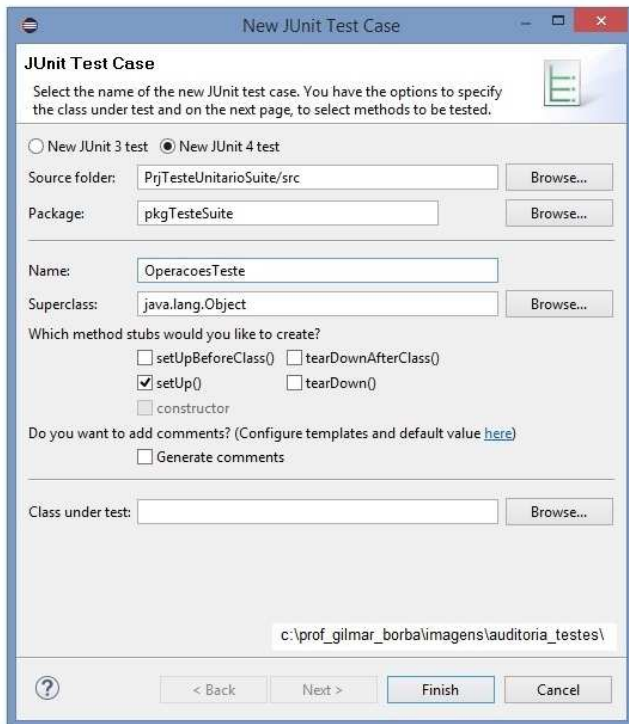 New JUnit Test Case
JUnit Test Case
Select the name of the new JUnit test case. You have the options to specify
the class under test and on the next page, to select methods to be tested.
New JUnit 3 test New JUnit 4 test
Source folder: PrjTesteUnitarioSuite/src Browse...
Package: pkgTesteSuite Browse...
Name: OperacoesTeste
Superclass: java.lang.Object Browse...
Which method stubs would you like to create?
setUpBeforeClass() tearDownAfterClass()
setUp() tearDown()
constructor
Do you want to add comments? (Configure templates and default value here)
Generate comments
Class under test: Browse...
c:\prof_gilmar_borba\imagens\auditoria_testes\
? < Back Next > Finish Cancel